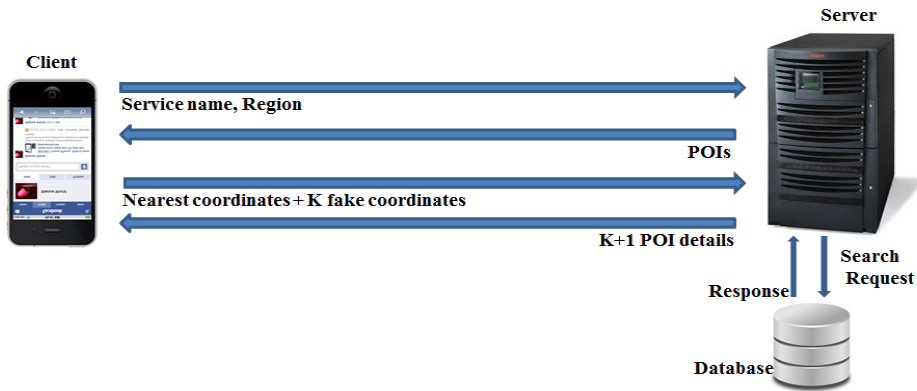 Server
Client
Service name, Region
POIs
Nearest coordinates + K fake coordinates
K+1 POI details
Search
Request
Response
Database